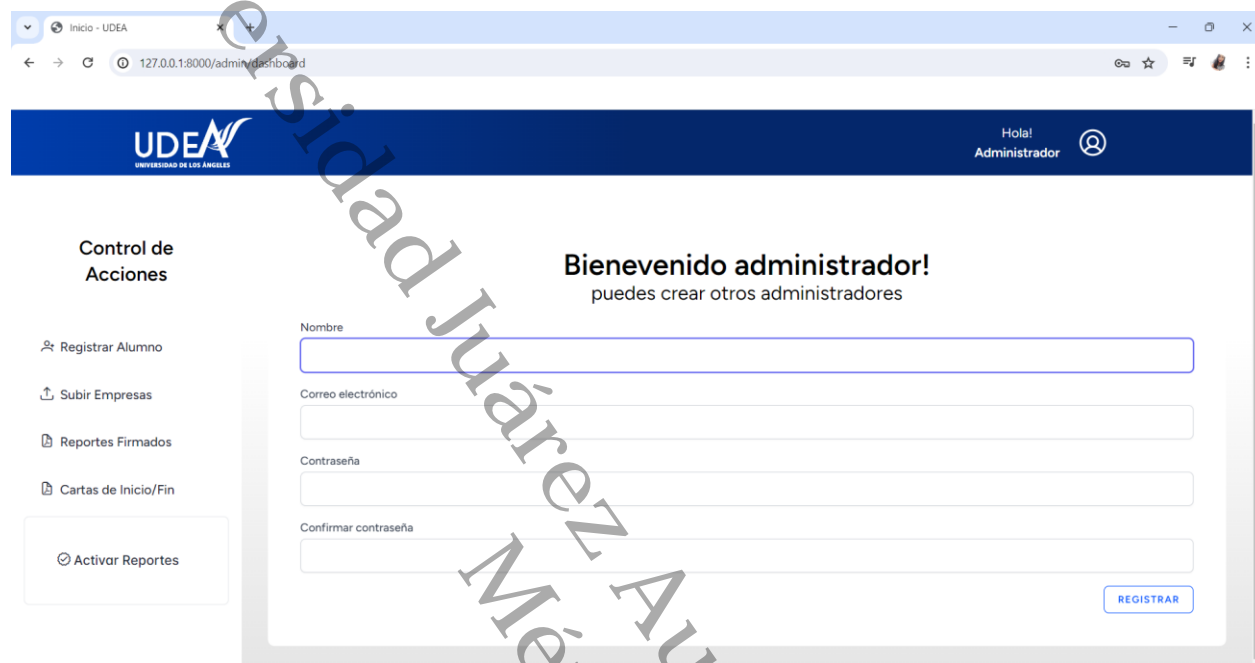 Inicio - UDEA
127.0.0.1:8000/admin/dashboard
UDEA
UNIVERSIDAD DE LOS ÁNGELES
Hola!
Administrador
Control de
Acciones
Registrar Alumno
Subir Empresas
Reportes Firmados
Cartas de Inicio/Fin
Activar Reportes
Bienevenido administrador!
puedes crear otros administradores
Nombre
Correo electrónico
Contraseña
Confirmar contraseña
REGISTRAR
ersidad Juárez Au
Mé